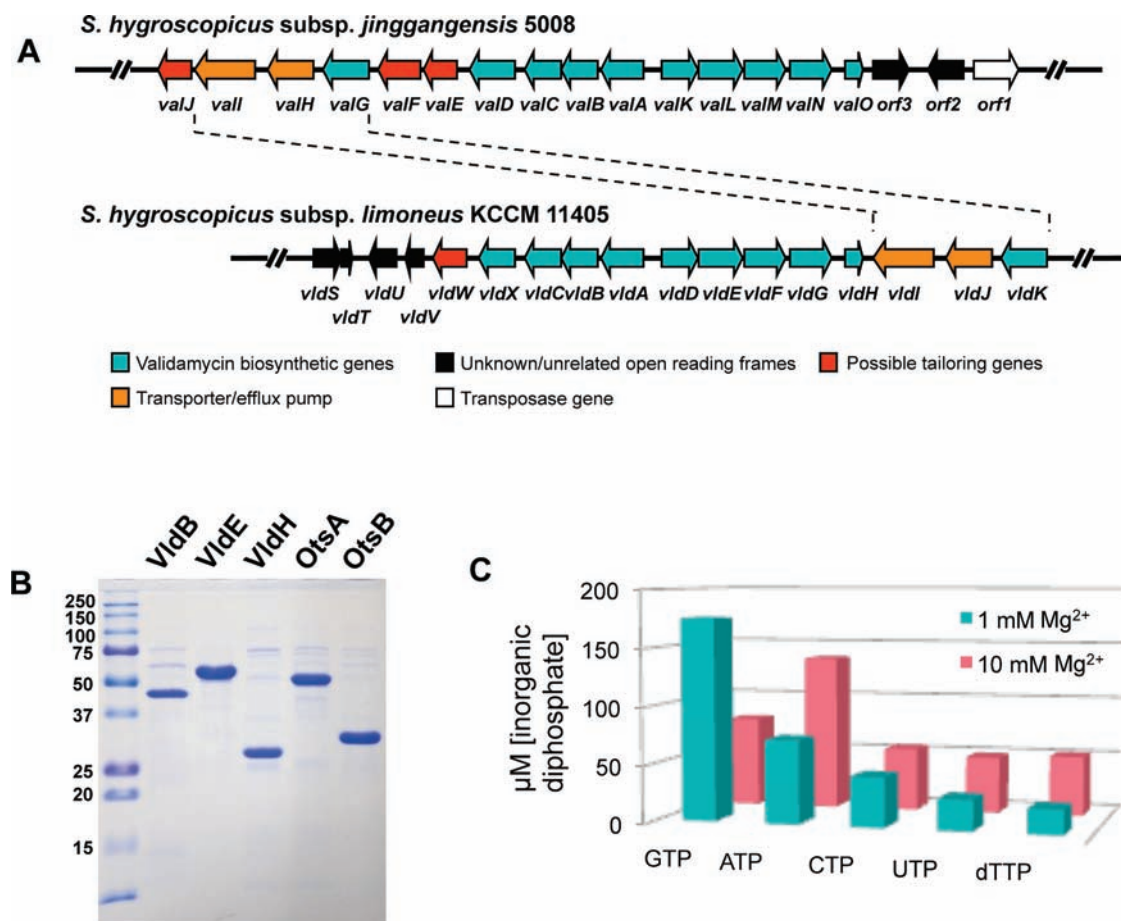 A
S. hygroscopicus subsp. jinggangensis 5008
valJ valI valH valG valF valE valD valC valB valA valK valL valM valN valO orf3 orf2 orf1
S. hygroscopicus subsp. limoneus KCCM 11405
vldS vldU vldW vldX vldC vldB vldA vldD vldE vldF vldG vldH vldI vldJ vldK
vldT vldV
Validamycin biosynthetic genes Unknown/unrelated open reading frames Possible tailoring genes
Transporter/efflux pump Transposase gene
B
VldB VldE VldH OtsA OtsB
250
150
100
75
50
37
25
20
15
C
µM [inorganic
diphosphate]
200
150
100
50
0
1 mM Mg²⁺
10 mM Mg²⁺
GTP ATP CTP UTP dTTP